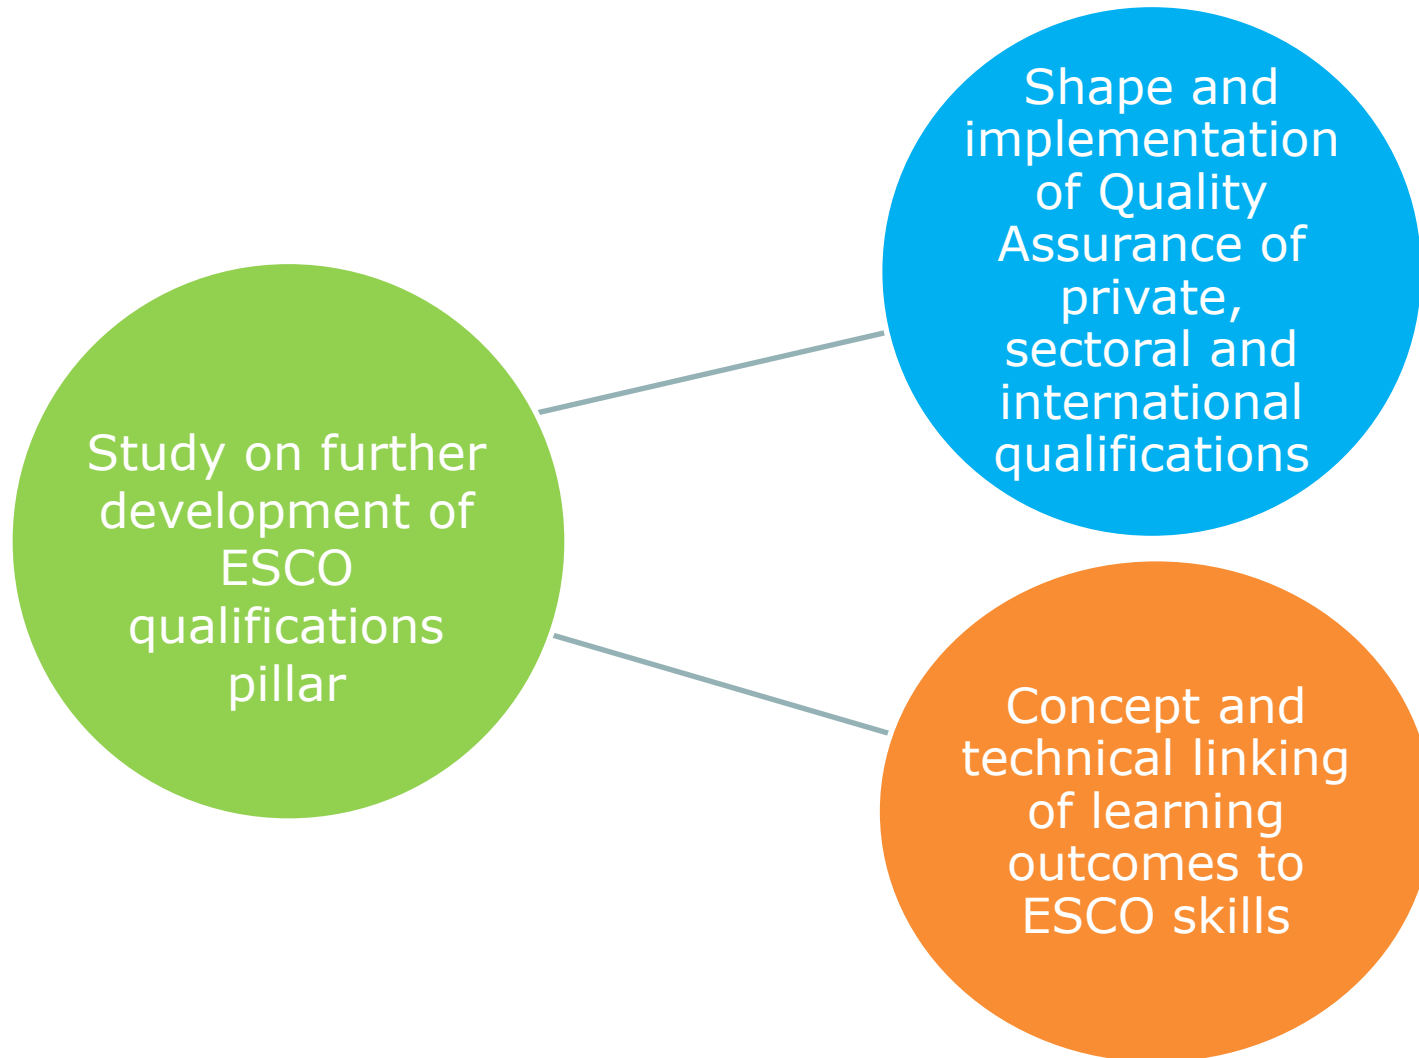 Study on further
development of
ESCO
qualifications
pillar
Shape and
implementation
of Quality
Assurance of
private,
sectoral and
international
qualifications
Concept and
technical linking
of learning
outcomes to
ESCO skills